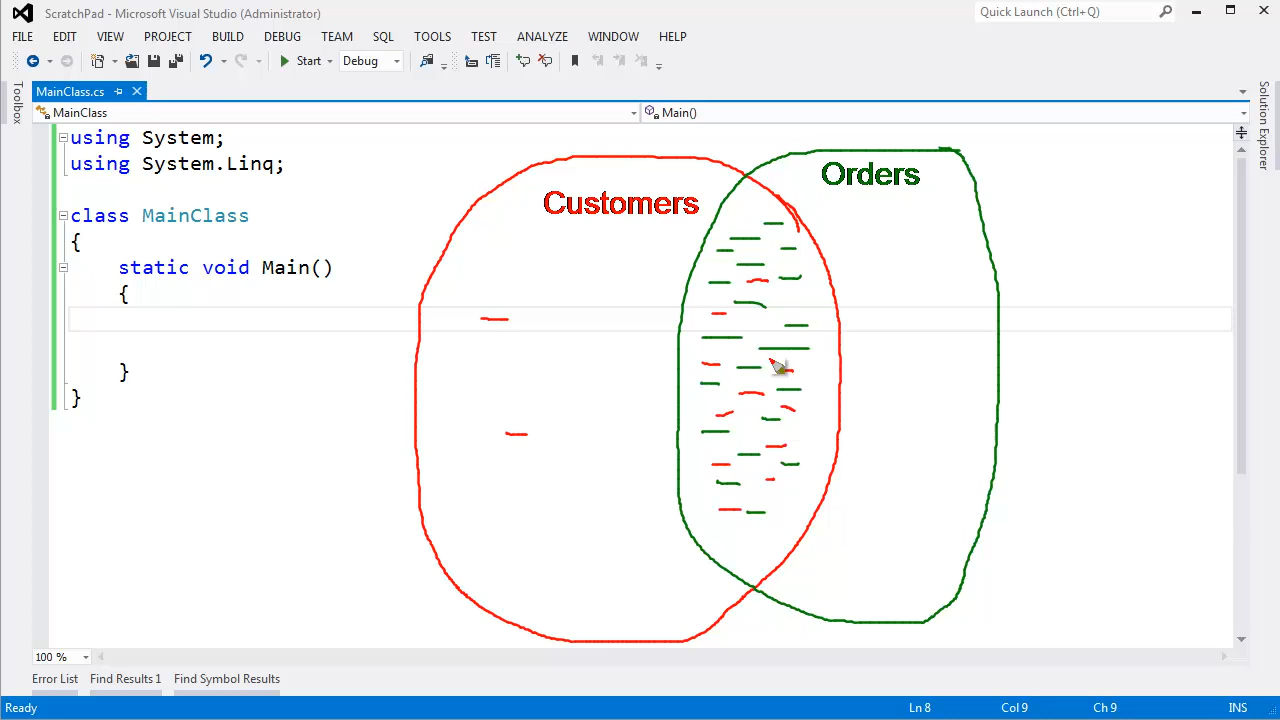 ScratchPad - Microsoft Visual Studio (Administrator)
Quick Launch (Ctrl+Q)
FILE EDIT VIEW PROJECT BUILD DEBUG TEAM SQL TOOLS TEST ANALYZE WINDOW HELP
Start Debug
MainClass.cs
MainClass Main()
Toolbox
Solution Explorer
using System;
using System.Linq;
class MainClass
{
static void Main()
{
}
}
Customers
Orders
100 %
Error List Find Results 1 Find Symbol Results
Ready Ln 8 Col 9 Ch 9 INS